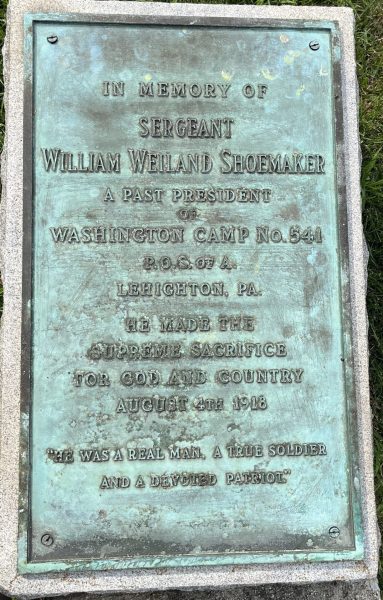 IN MEMORY OF
SERGEANT
WILLIAM WEILAND SHOEMAKER
A PAST PRESIDENT
OF
WASHINGTON CAMP NO. 541
P.O.S. OF A.
LEHIGHTON, PA.
HE MADE THE
SUPREME SACRIFICE
FOR GOD AND COUNTRY
AUGUST 4TH 1918
"HE WAS A REAL MAN, A TRUE SOLDIER
AND A DEVOTED PATRIOT."